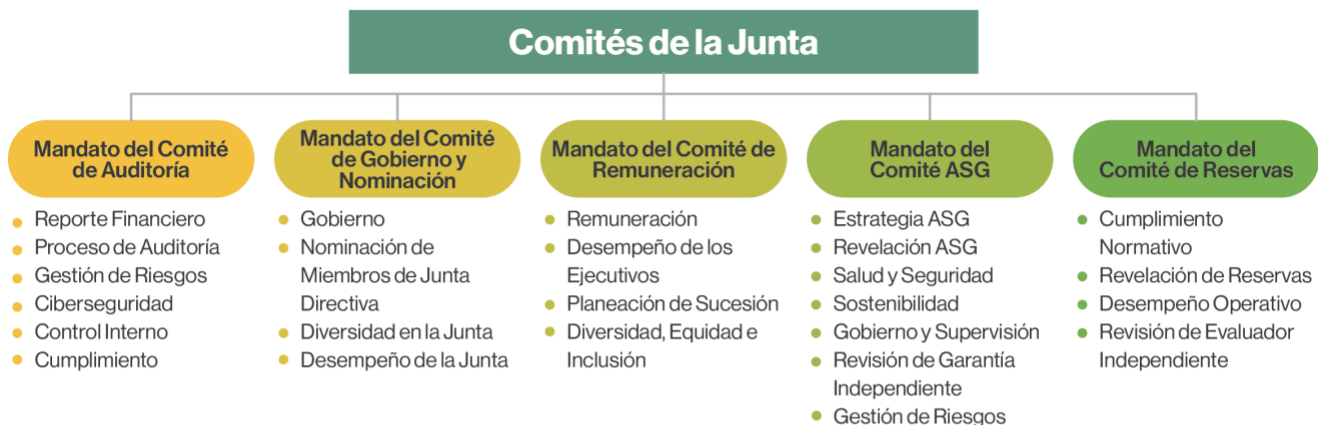 Comités de la Junta
Mandato del Comité
de Auditoría
Reporte Financiero
Proceso de Auditoría
Gestión de Riesgos
Ciberseguridad
Control Interno
Cumplimiento
Mandato del Comité
de Gobierno y
Nominación
Gobierno
Nominación de
Miembros de Junta
Directiva
Diversidad en la Junta
Desempeño de la Junta
Mandato del Comité de
Remuneración
Remuneración
Desempeño de los
Ejecutivos
Planeación de Sucesión
Diversidad, Equidad e
Inclusión
Mandato del
Comité ASG
Estrategia ASG
Revelación ASG
Salud y Seguridad
Sostenibilidad
Gobierno y Supervisión
Revisión de Garantía
Independiente
Gestión de Riesgos
Mandato del
Comité de Reservas
Cumplimiento
Normativo
Revelación de Reservas
Desempeño Operativo
Revisión de Evaluador
Independiente